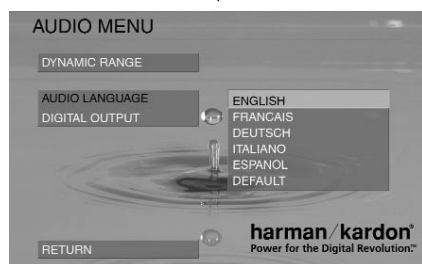 AUDIO MENU
DYNAMIC RANGE
AUDIO LANGUAGE
DIGITAL OUTPUT
ENGLISH
FRANCAIS
DEUTSCH
ITALIANO
ESPANOL
DEFAULT
RETURN
harman/kardon®
Power for the Digital Revolution.™